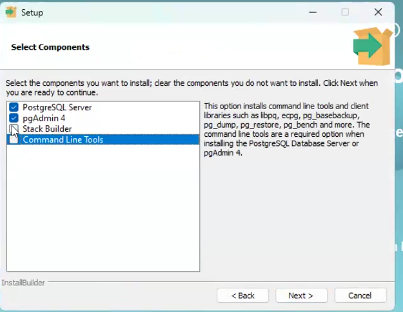 Setup
Select Components
Select the components you want to install; clear the components you do not want to install. Click Next when
you are ready to continue.
PostgreSQL Server
pgAdmin 4
Stack Builder
Command Line Tools
This option installs command line tools and client
libraries such as libpq, ecpg, pg_basebackup,
pg_dump, pg_restore, pg_bench and more. The
command line tools are a required option when
installing the PostgreSQL Database Server or
pgAdmin 4.
InstallBuilder
< Back
Next >
Cancel